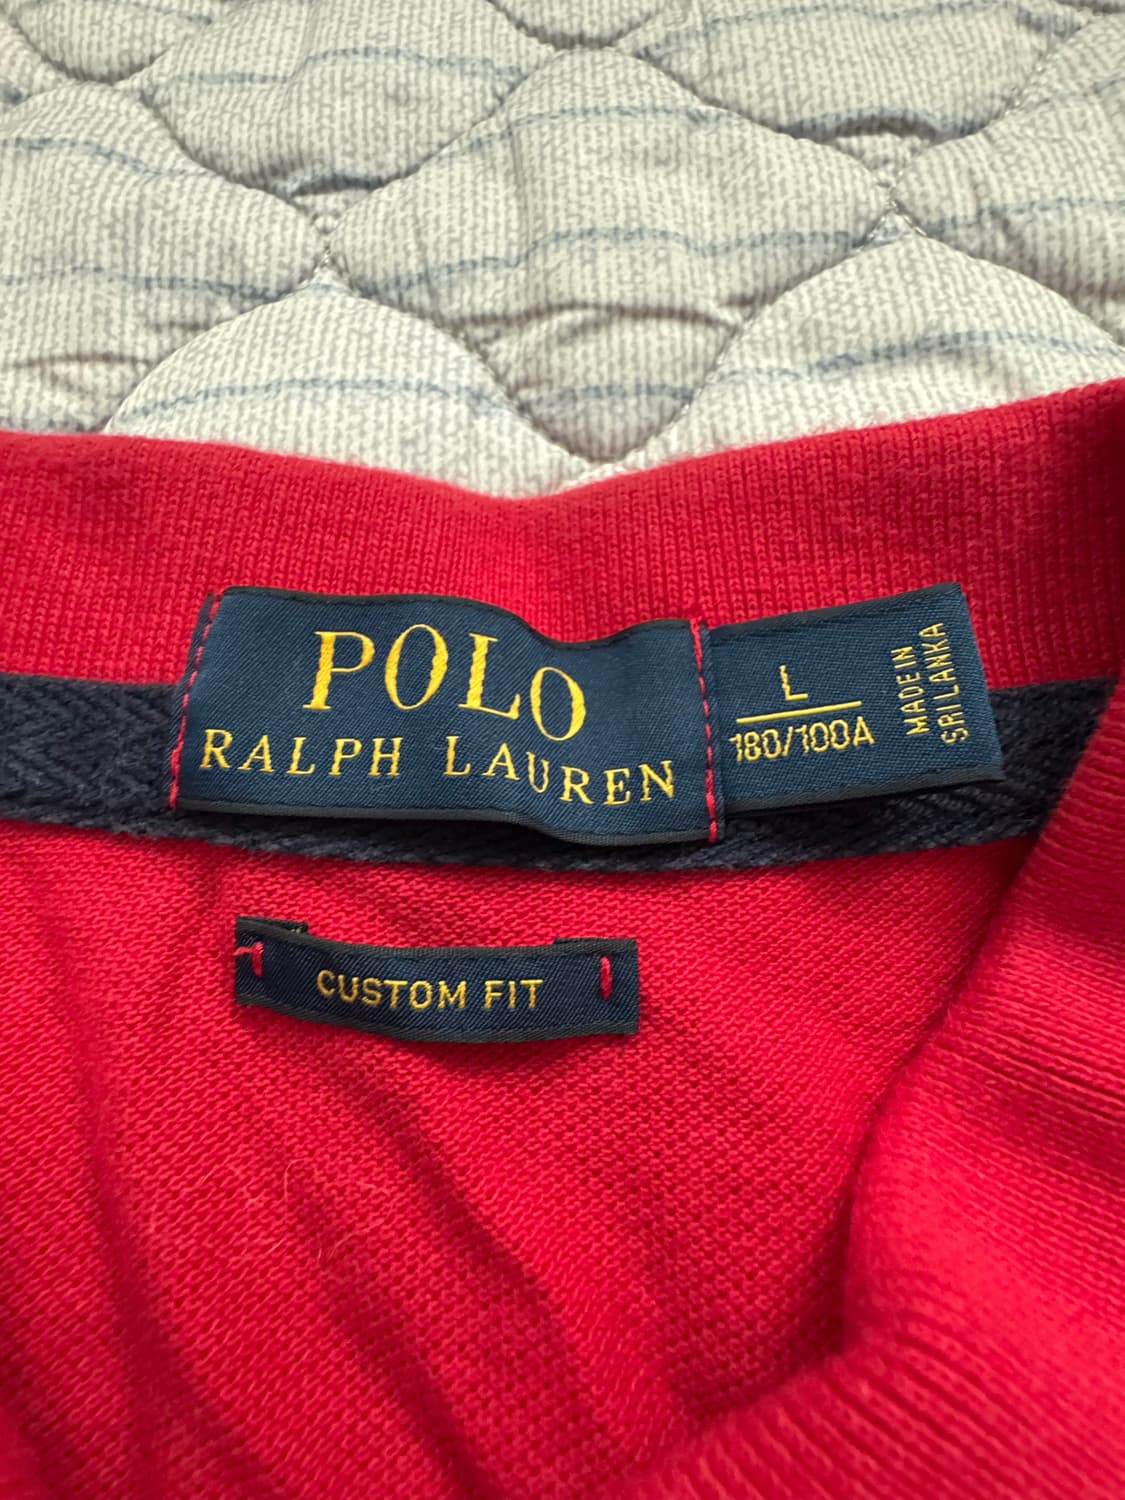 POLO
RALPH LAUREN
L
180/100A
MADE IN
SRI LANKA
CUSTOM FIT